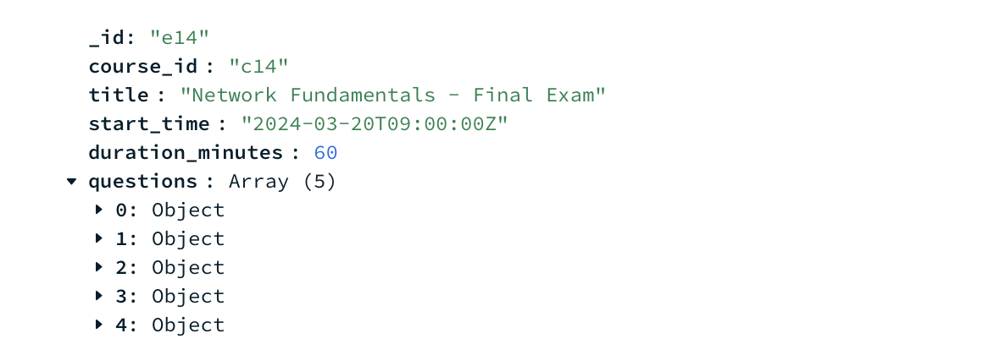 _id: "e14"
course_id : "c14"
title : "Network Fundamentals - Final Exam"
start_time : "2024-03-20T09:00:00Z"
duration_minutes : 60
questions : Array (5)
0: Object
1: Object
2: Object
3: Object
4: Object